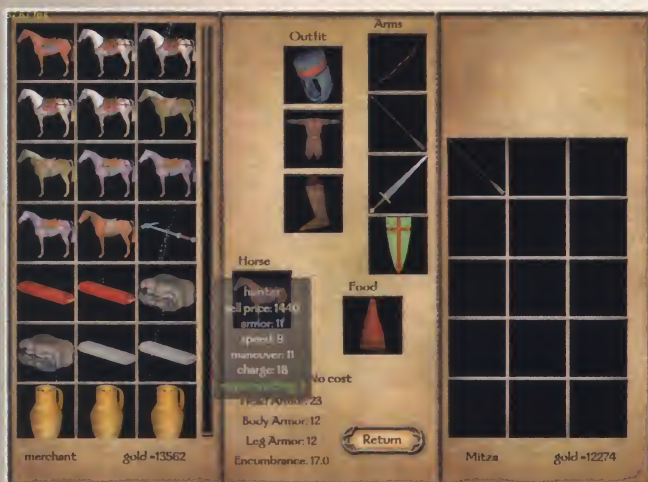 Arms
Outfit
Horse
Food
hunter
sell price: 1440
armor: 11
speed: 8
maneuver: 11
charge: 18
No cost
Head Armor: 23
Body Armor: 12
Leg Armor: 12
Encumbrance: 17.0
Return
merchant
gold =13562
Mitza
gold =12274